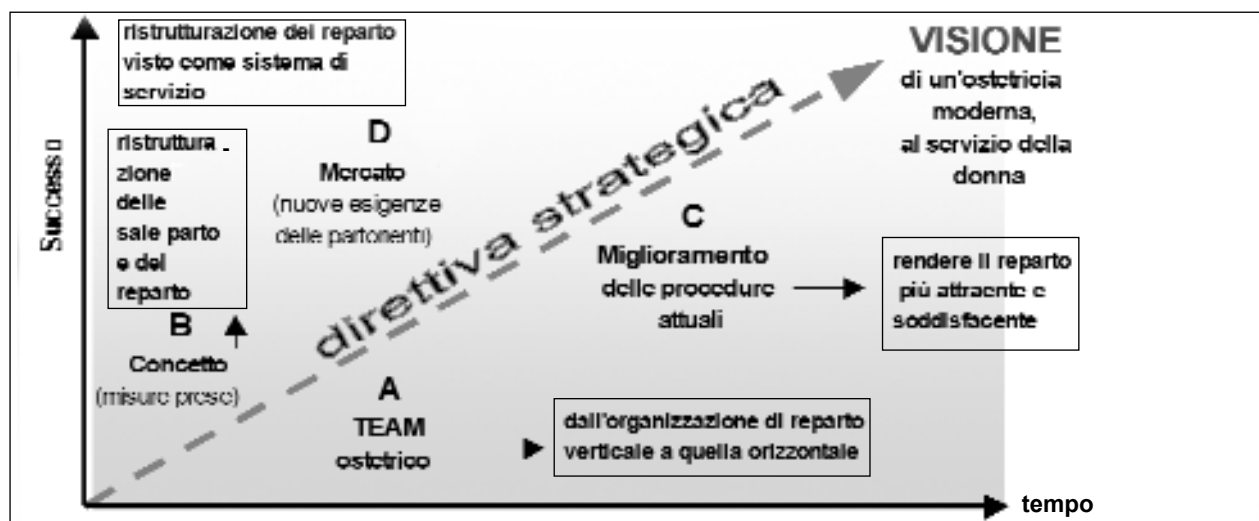 ristrutturazione del reparto
visto come sistema di
servizio
VISIONE
di un'ostetricia
moderna,
al servizio della
donna
Successo
ristruttura -
zione
delle
sale parto
e del
reparto
D
Mercato
(nuove esigenze
delle partorienti)
direttiva strategica
C
Miglioramento
delle procedure
attuali
rendere il reparto
più attraente e
soddisfacente
B
Concetto
(misure prese)
A
TEAM
ostetrico
dall'organizzazione di reparto
verticale a quella orizzontale
tempo